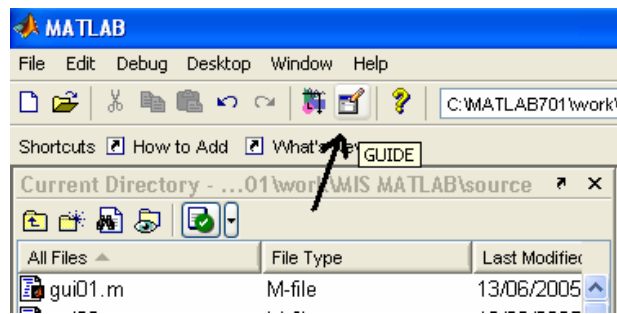 MATLAB
File Edit Debug Desktop Window Help
C:\MATLAB701\work\
Shortcuts How to Add What's
GUIDE
Current Directory - ...01\work\MIS MATLAB\source
All Files File Type Last Modified
gui01.m M-file 13/06/2005